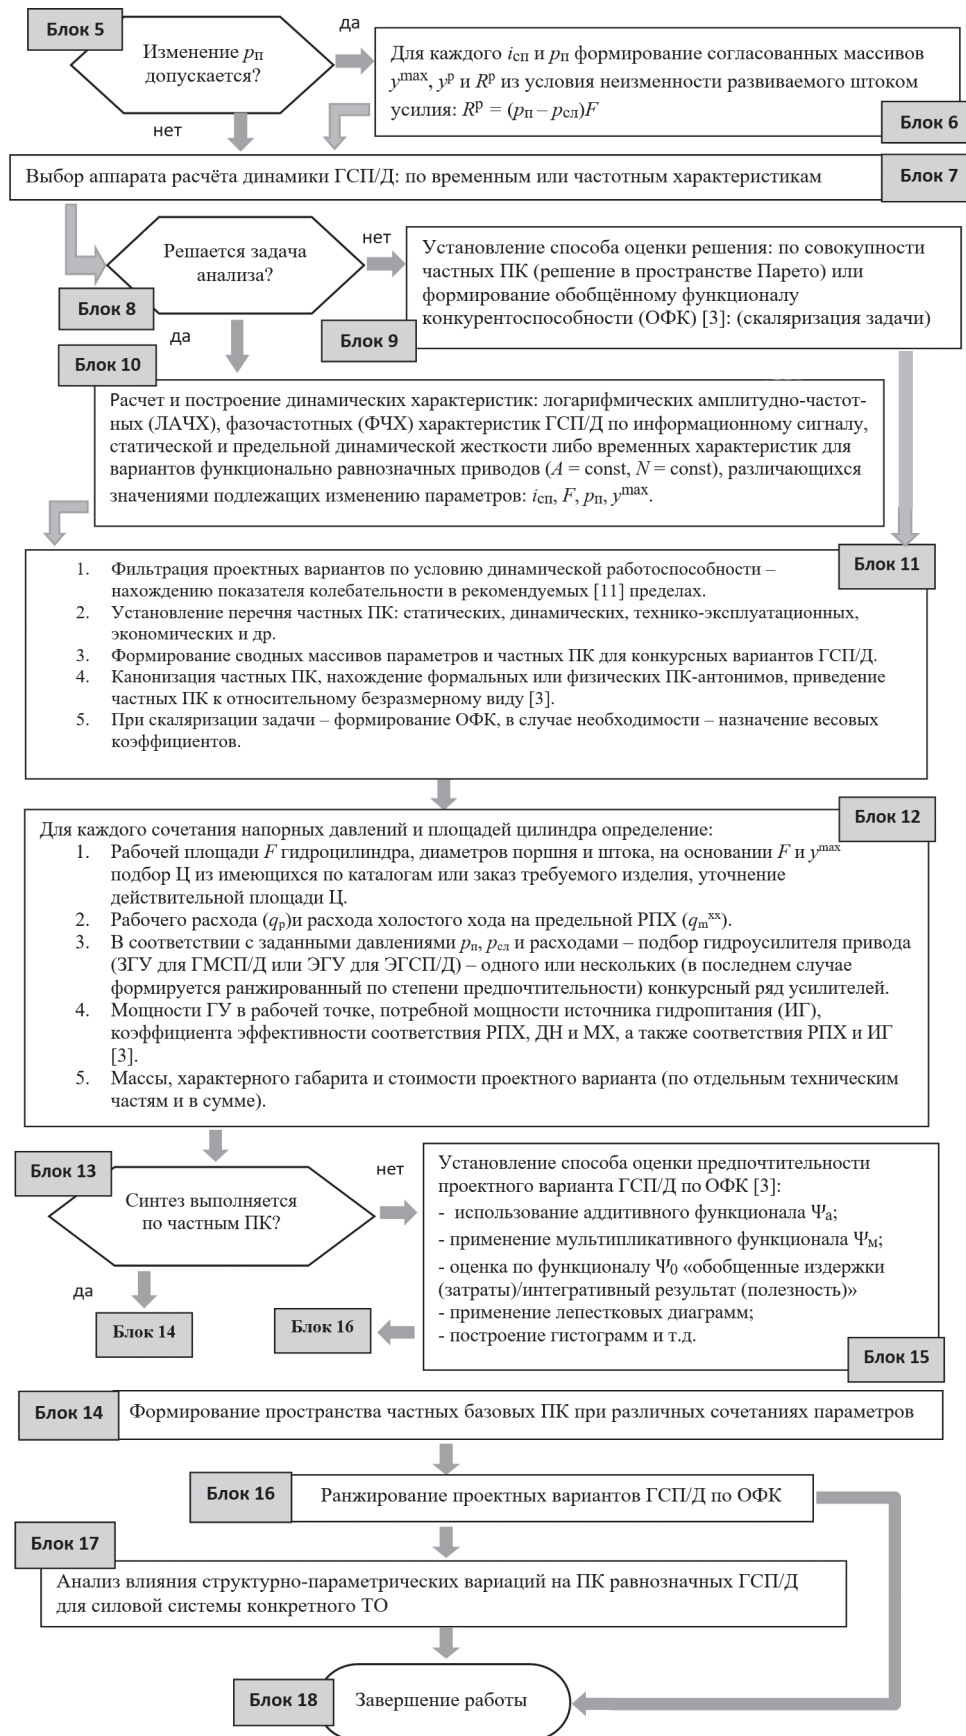 Блок 5
Изменение pп
допускается?
да
нет
Для каждого iсп и pп формирование согласованных массивов
yᵐᵃˣ, yᵖ и Rᵖ из условия неизменности развиваемого штоком
усилия: Rᵖ = (pп – pсл)F
Блок 6
Выбор аппарата расчёта динамики ГСП/Д: по временным или частотным характеристикам
Блок 7
Решается задача
анализа?
Блок 8
нет
да
Установление способа оценки решения: по совокупности
частных ПК (решение в пространстве Парето) или
формирование обобщённому функционалу
конкурентоспособности (ОФК) [3]: (скаляризация задачи)
Блок 9
Блок 10
Расчет и построение динамических характеристик: логарифмических амплитудно-частот-
ных (ЛАЧХ), фазочастотных (ФЧХ) характеристик ГСП/Д по информационному сигналу,
статической и предельной динамической жесткости либо временных характеристик для
вариантов функционально равнозначных приводов (A = const, N = const), различающихся
значениями подлежащих изменению параметров: iсп, F, pп, yᵐᵃˣ.
Блок 11
1. Фильтрация проектных вариантов по условию динамической работоспособности –
нахождению показателя колебательности в рекомендуемых [11] пределах.
2. Установление перечня частных ПК: статических, динамических, технико-эксплуатационных,
экономических и др.
3. Формирование сводных массивов параметров и частных ПК для конкурсных вариантов ГСП/Д.
4. Канонизация частных ПК, нахождение формальных или физических ПК-антонимов, приведение
частных ПК к относительному безразмерному виду [3].
5. При скаляризации задачи – формирование ОФК, в случае необходимости – назначение весовых
коэффициентов.
Блок 12
Для каждого сочетания напорных давлений и площадей цилиндра определение:
1. Рабочей площади F гидроцилиндра, диаметров поршня и штока, на основании F и yᵐᵃˣ
подбор Ц из имеющихся по каталогам или заказ требуемого изделия, уточнение
действительной площади Ц.
2. Рабочего расхода (qр)и расхода холостого хода на предельной РПХ (qmˣˣ).
3. В соответствии с заданными давлениями pп, pсл и расходами – подбор гидроусилителя привода
(ЗГУ для ГМСП/Д или ЭГУ для ЭГСП/Д) – одного или нескольких (в последнем случае
формируется ранжированный по степени предпочтительности) конкурсный ряд усилителей.
4. Мощности ГУ в рабочей точке, потребной мощности источника гидропитания (ИГ),
коэффициента эффективности соответствия РПХ, ДН и МХ, а также соответствия РПХ и ИГ
[3].
5. Массы, характерного габарита и стоимости проектного варианта (по отдельным техническим
частям и в сумме).
Блок 13
Синтез выполняется
по частным ПК?
нет
да
Блок 14
Установление способа оценки предпочтительности
проектного варианта ГСП/Д по ОФК [3]:
- использование аддитивного функционала Ψа;
- применение мультипликативного функционала Ψм;
- оценка по функционалу Ψ0 «обобщенные издержки
(затраты)/интегративный результат (полезность)»
- применение лепестковых диаграмм;
- построение гистограмм и т.д.
Блок 15
Блок 16
Блок 14
Формирование пространства частных базовых ПК при различных сочетаниях параметров
Блок 16
Ранжирование проектных вариантов ГСП/Д по ОФК
Блок 17
Анализ влияния структурно-параметрических вариаций на ПК равнозначных ГСП/Д
для силовой системы конкретного ТО
Блок 18
Завершение работы